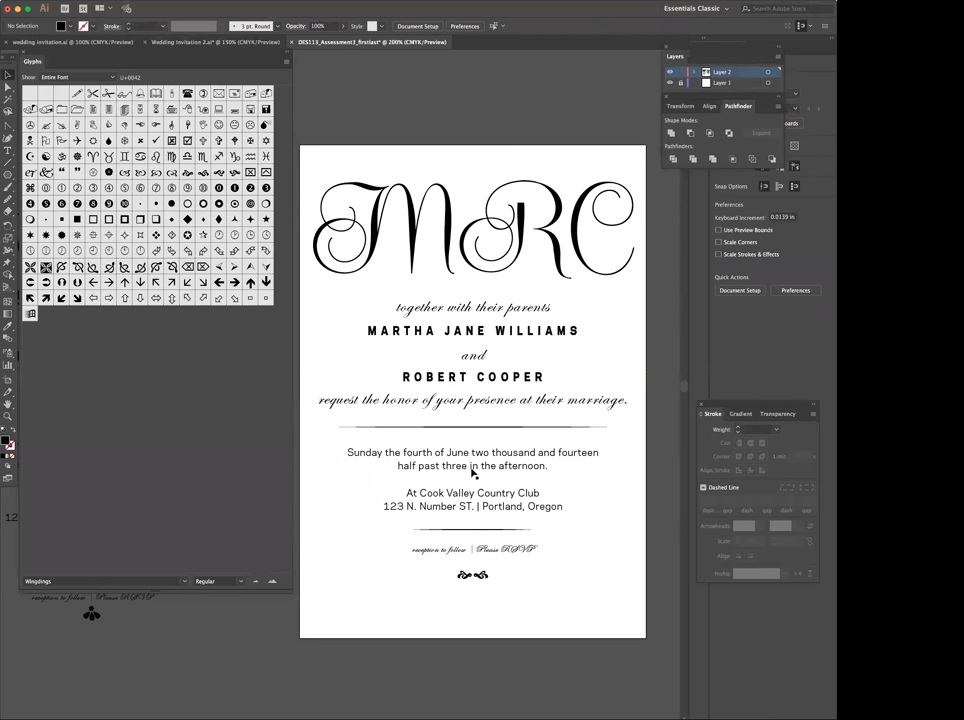 Ai
Br
St
Essentials Classic
Search Adobe Stock
No Selection
Stroke:
3 pt. Round
Opacity:
100%
Style
Document Setup
Preferences
wedding invitation.ai @ 100% (CMYK/Preview)
Wedding Invitation 2.ai* @ 150% (CMYK/Preview)
DES113_Assessment3_firstlast* @ 200% (CMYK/Preview)
Glyphs
Show:
Entire Font
U+0042
Layers
Layer 2
Layer 1
Transform
Align
Pathfinder
Shape Modes:
Expand
Pathfinders:
Snap Options
Preferences
Keyboard Increment:
0.0139 in
Use Preview Bounds
Scale Corners
Scale Strokes & Effects
Quick Actions
Document Setup
Preferences
MRC
together with their parents
MARTHA JANE WILLIAMS
and
ROBERT COOPER
request the honor of your presence at their marriage.
Sunday the fourth of June two thousand and fourteen
half past three in the afternoon.
At Cook Valley Country Club
123 N. Number ST. | Portland, Oregon
reception to follow | Please RSVP
Stroke
Gradient
Transparency
Weight:
Cap:
Corner:
Align Stroke:
Dashed Line
dash
gap
dash
gap
dash
gap
Arrowheads:
Scale:
Align:
Profile:
Wingdings
Regular
12
reception to follow | Please RSVP